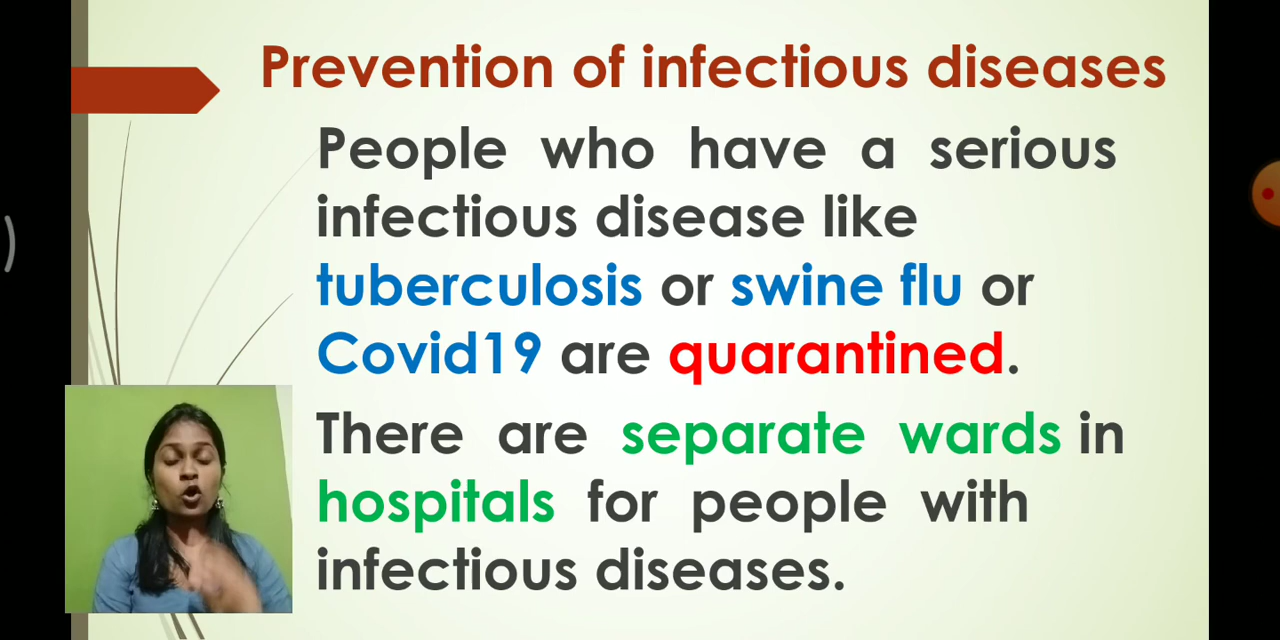 Prevention of infectious diseases
People who have a serious
infectious disease like
tuberculosis or swine flu or
Covid19 are quarantined.
There are separate wards in
hospitals for people with
infectious diseases.